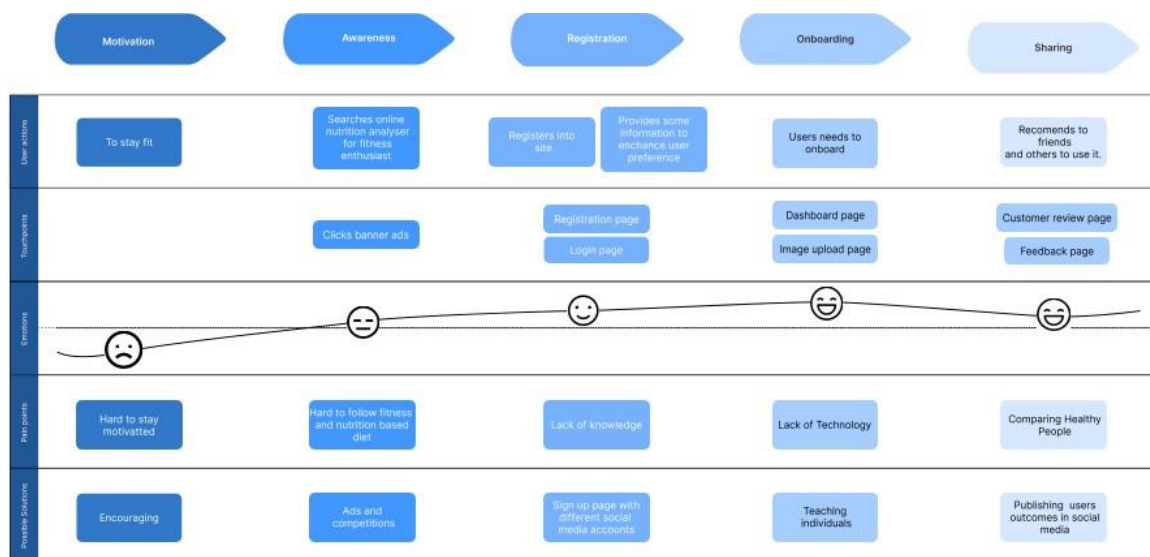 Motivation
Awareness
Registration
Onboarding
Sharing
User actions
To stay fit
Searches online
nutrition analyser
for fitness
enthusiast
Registers into
site
Provides some
information to
enchance user
preference
Users needs to
onboard
Recomends to
friends
and others to use it.
Touchpoints
Clicks banner ads
Registration page
Login page
Dashboard page
Image upload page
Customer review page
Feedback page
Emotions
Pain points
Hard to stay
motivatted
Hard to follow fitness
and nutrition based
diet
Lack of knowledge
Lack of Technology
Comparing Healthy
People
Possible Solutions
Encouraging
Ads and
competitions
Sign up page with
different social
media accounts
Teaching
individuals
Publishing users
outcomes in social
media